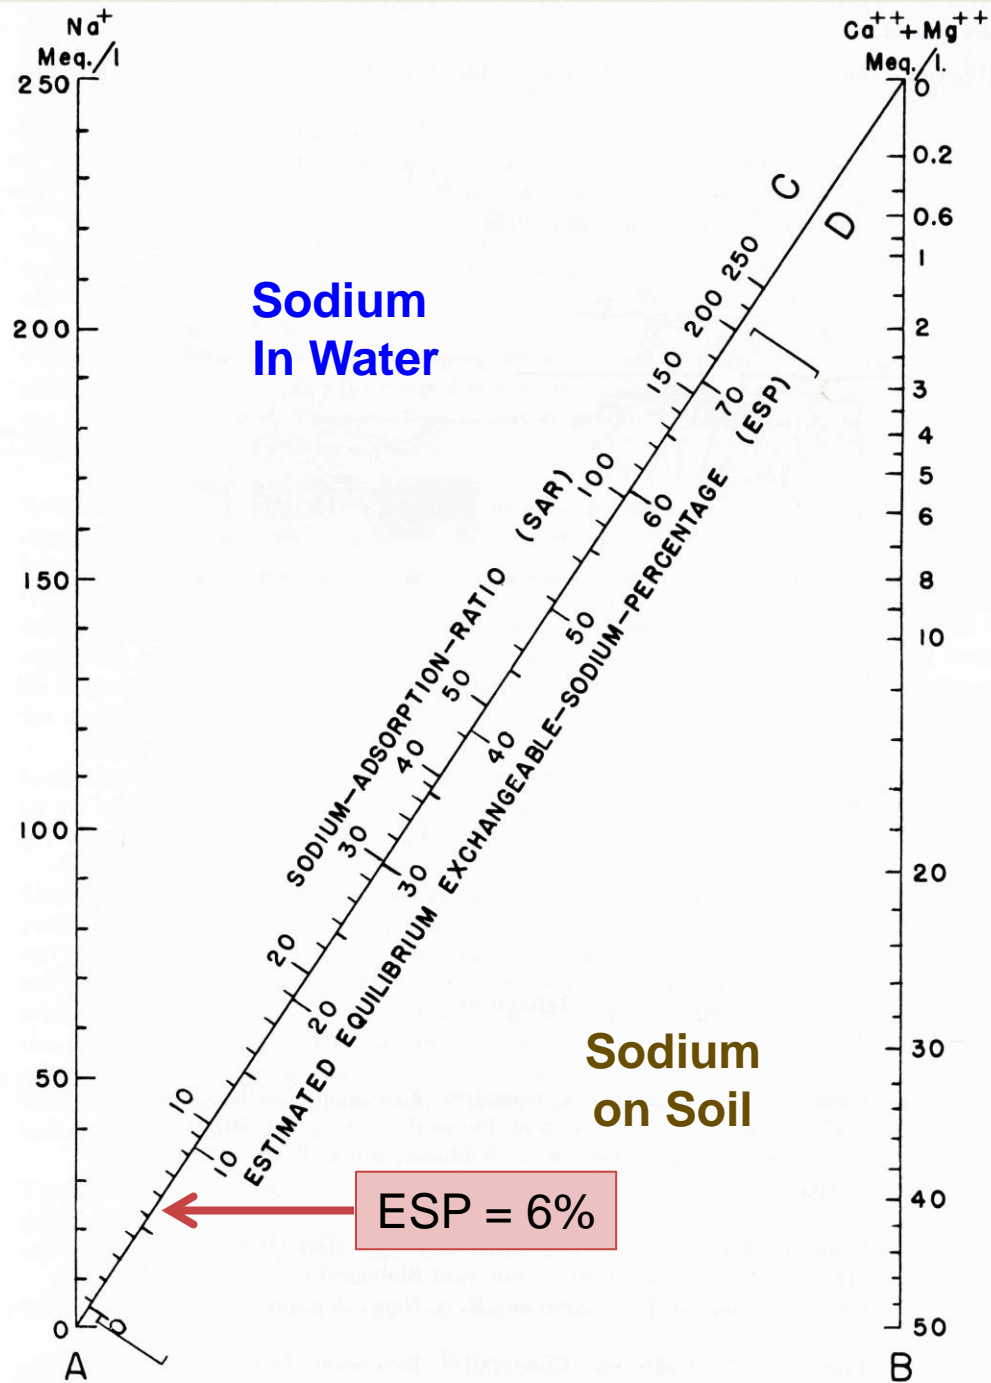 Na+
Meq./l
Ca++ + Mg++
Meq./l.
250
200
150
100
50
0
A
0
0.2
0.6
1
2
3
4
5
6
8
10
20
30
40
50
B
C
D
Sodium
In Water
SODIUM-ADSORPTION-RATIO (SAR)
10
20
30
40
50
100
150
200
250
ESTIMATED EQUILIBRIUM EXCHANGEABLE-SODIUM-PERCENTAGE (ESP)
0
10
20
30
40
50
60
70
Sodium
on Soil
ESP = 6%